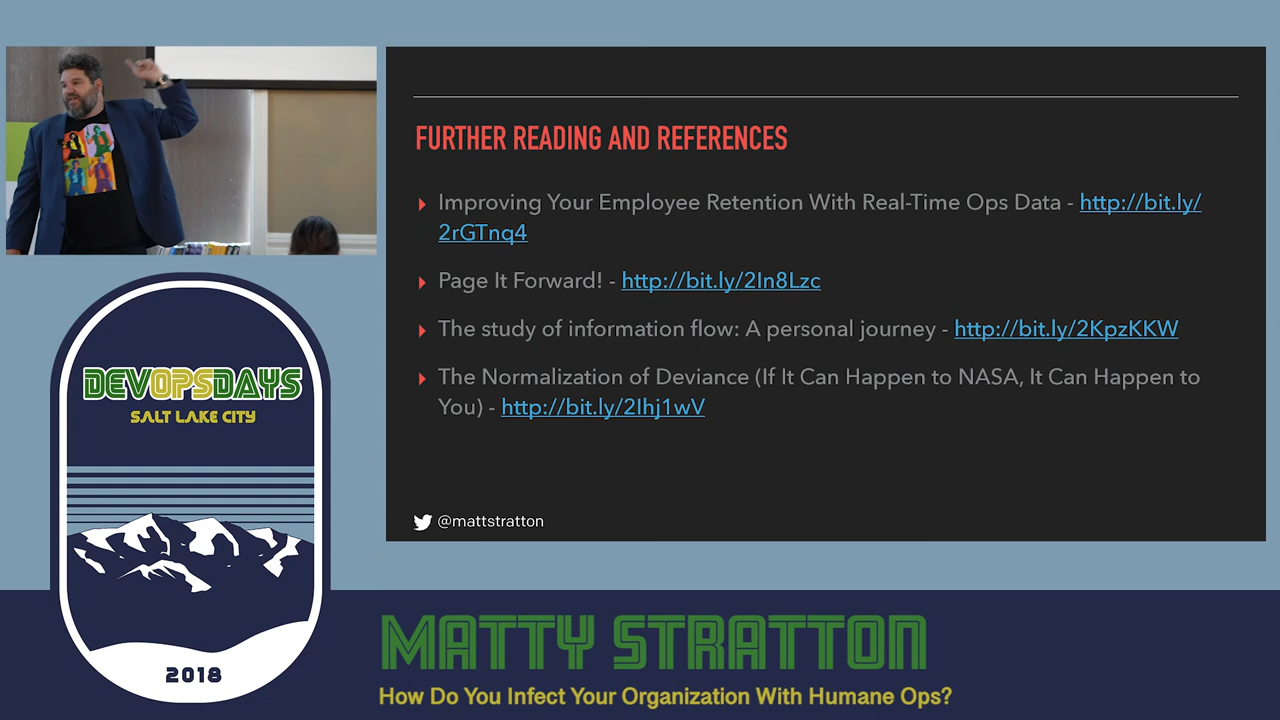 FURTHER READING AND REFERENCES
Improving Your Employee Retention With Real-Time Ops Data - http://bit.ly/
2rGTnq4
Page It Forward! - http://bit.ly/2In8Lzc
The study of information flow: A personal journey - http://bit.ly/2KpzKKW
The Normalization of Deviance (If It Can Happen to NASA, It Can Happen to
You) - http://bit.ly/2Ihj1wV
@mattstratton
DEVOPSDAYS
SALT LAKE CITY
2018
MATTY STRATTON
How Do You Infect Your Organization With Humane Ops?